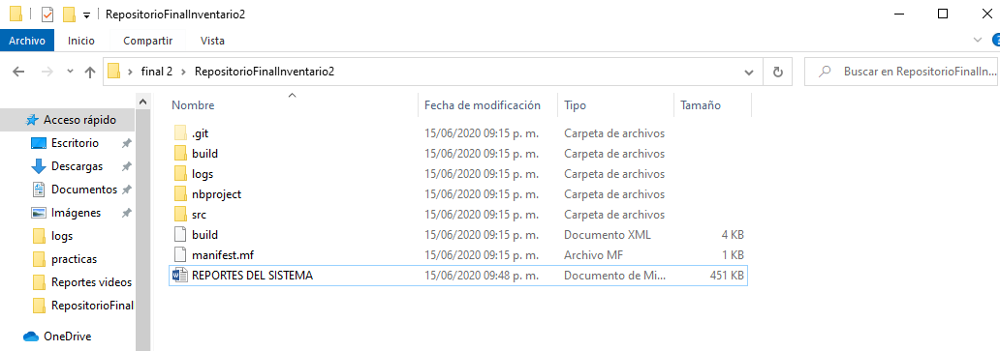 RepositorioFinalInventario2
Archivo Inicio Compartir Vista
final 2 RepositorioFinalInventario2 Buscar en RepositorioFinalIn...
Nombre Fecha de modificación Tipo Tamaño
Acceso rápido
Escritorio
Descargas
Documentos
Imágenes
logs
practicas
Reportes videos
RepositorioFinal
OneDrive
.git 15/06/2020 09:15 p. m. Carpeta de archivos
build 15/06/2020 09:15 p. m. Carpeta de archivos
logs 15/06/2020 09:15 p. m. Carpeta de archivos
nbproject 15/06/2020 09:15 p. m. Carpeta de archivos
src 15/06/2020 09:15 p. m. Carpeta de archivos
build 15/06/2020 09:15 p. m. Documento XML 4 KB
manifest.mf 15/06/2020 09:15 p. m. Archivo MF 1 KB
REPORTES DEL SISTEMA 15/06/2020 09:48 p. m. Documento de Mi... 451 KB